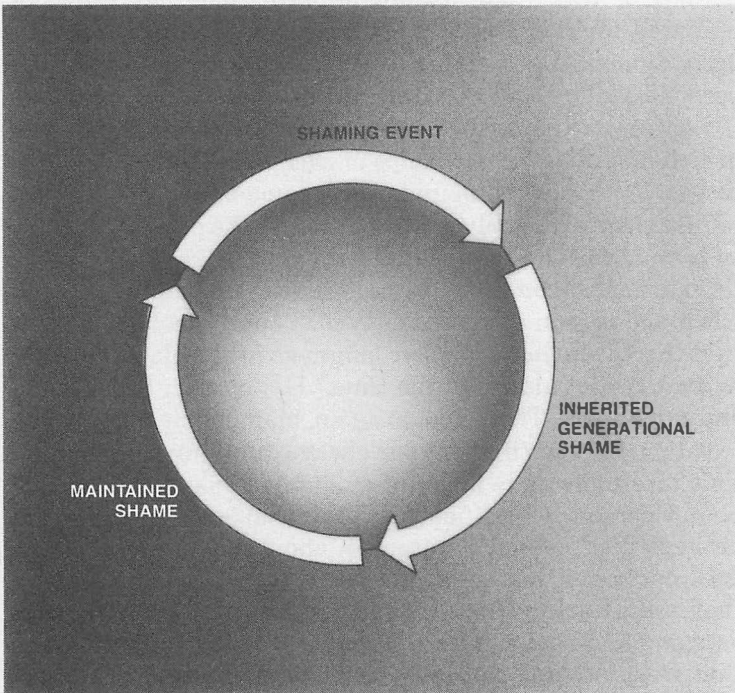 SHAMING EVENT
INHERITED
GENERATIONAL
SHAME
MAINTAINED
SHAME